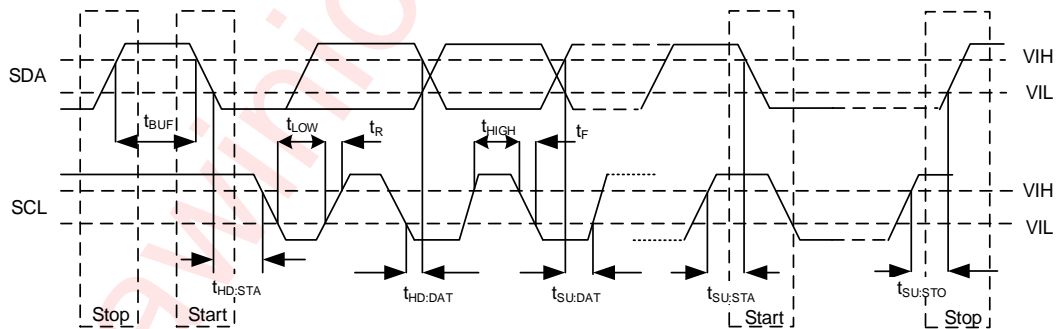 SDA
VIH
VIL
tBUF
tLOW
tR
tHIGH
tF
SCL
VIH
VIL
tHD:STA
tHD:DAT
tSU:DAT
tSU:STA
tSU:STO
Stop
Start
Start
Stop
awinic